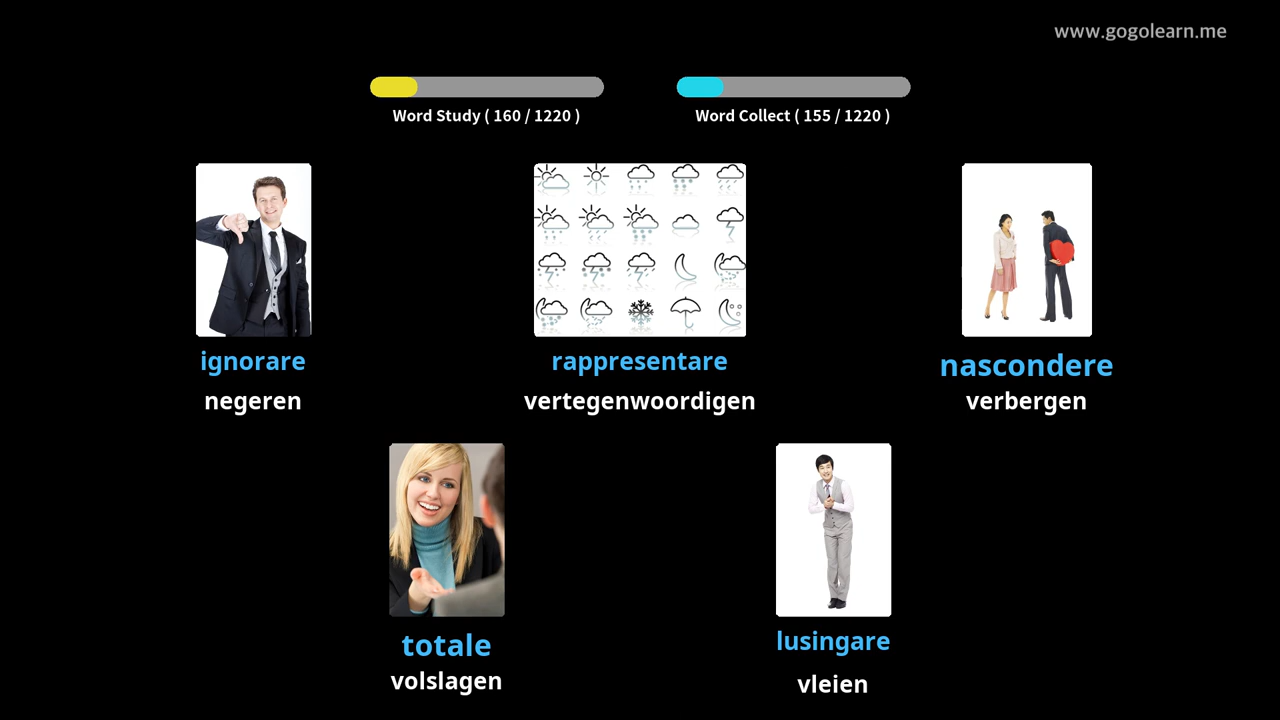 www.gogolearn.me
Word Study ( 160 / 1220 )
Word Collect ( 155 / 1220 )
ignorare
negeren
rappresentare
vertegenwoordigen
nascondere
verbergen
totale
volslagen
lusingare
vleien